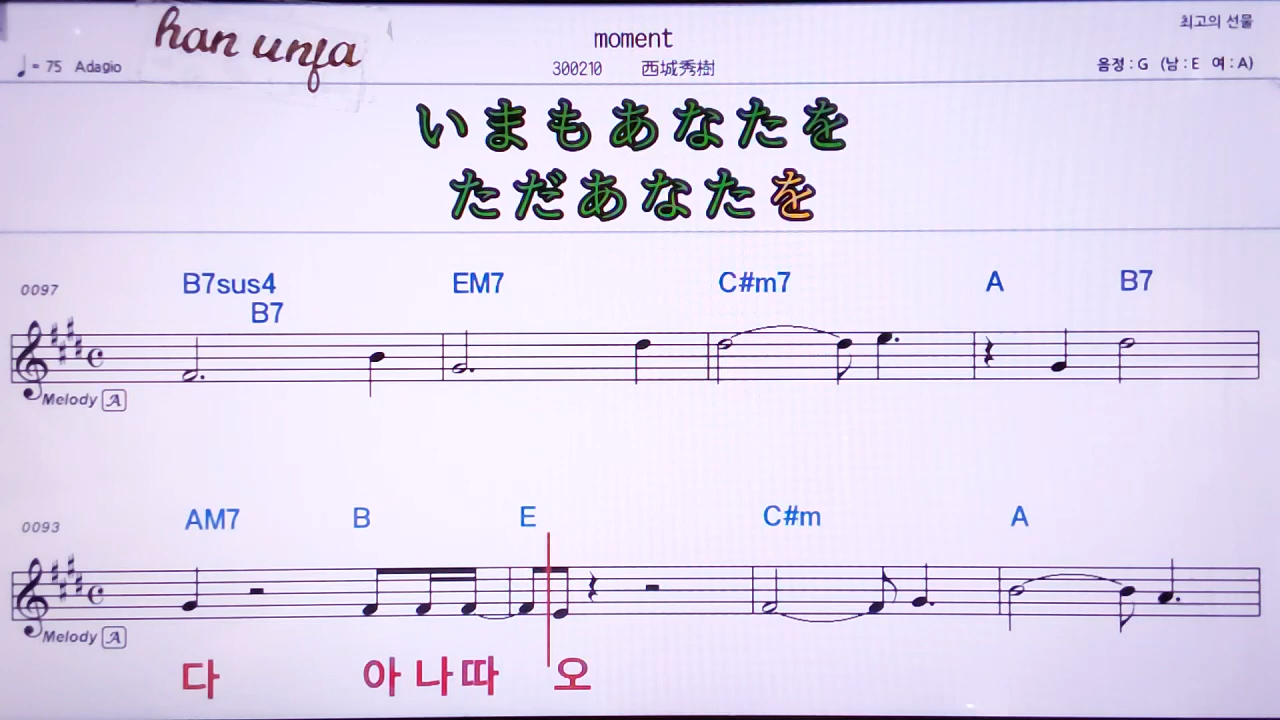 han unja
moment
최고의 선물
♩= 75 Adagio
300210 西城秀樹
음정 : G (남 : E 여 : A)
いまもあなたを
ただあなたを
0097
B7sus4 EM7 C#m7 A B7
B7
Melody A
0093
AM7 B E C#m A
Melody A
다 아 나 따 오